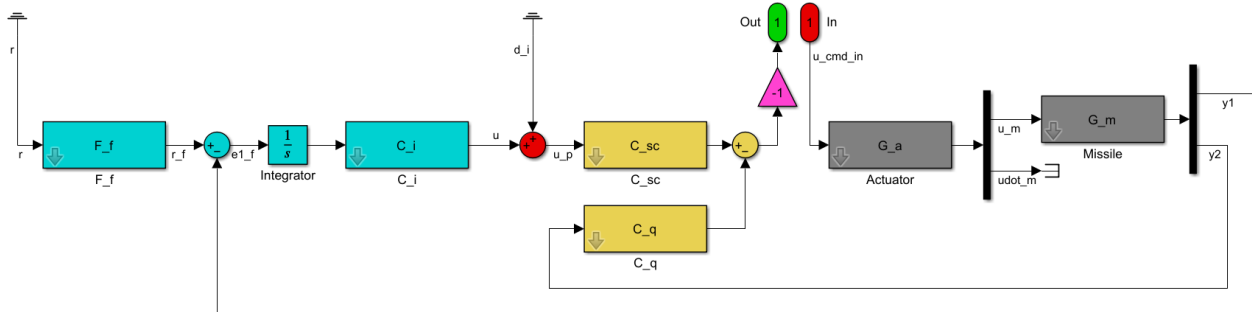 Out
1
1
In
r
d_i
u_cmd_in
-1
y1
F_f
1
s
C_i
u
C_sc
G_a
u_m
G_m
r
r_f
e1_f
u_p
F_f
Integrator
C_i
C_sc
Actuator
udot_m
Missile
y2
C_q
C_q